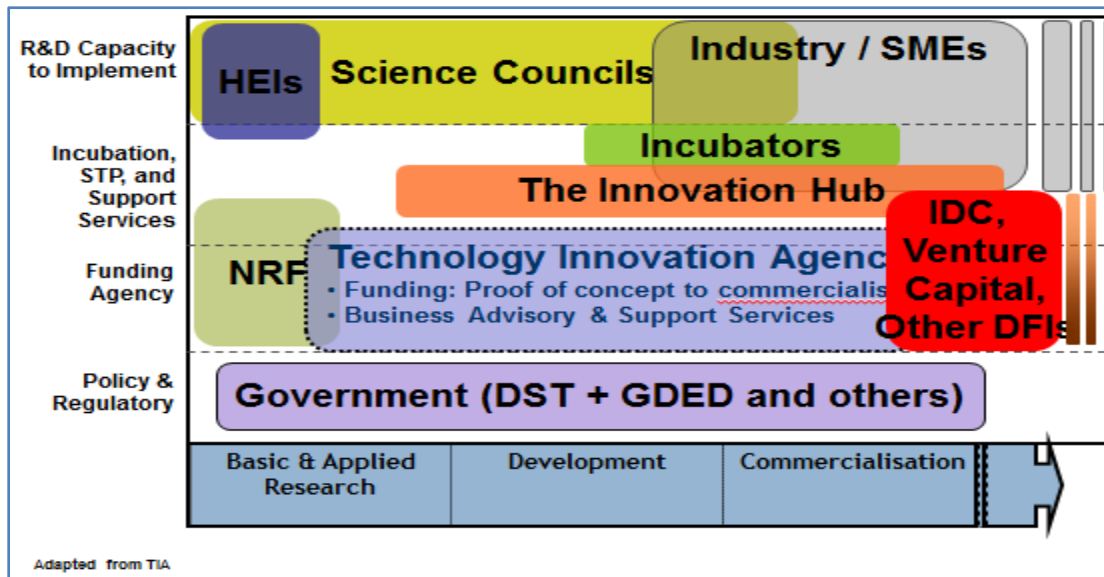 R&D Capacity
to Implement
HEIs
Science Councils
Industry / SMEs
Incubation,
STP, and
Support
Services
Incubators
The Innovation Hub
Funding
Agency
NRF
Technology Innovation Agenc
• Funding: Proof of concept to commercialis
• Business Advisory & Support Services
IDC,
Venture
Capital,
Other DFIs
Policy &
Regulatory
Government (DST + GDED and others)
Basic & Applied
Research
Development
Commercialisation
Adapted from TIA